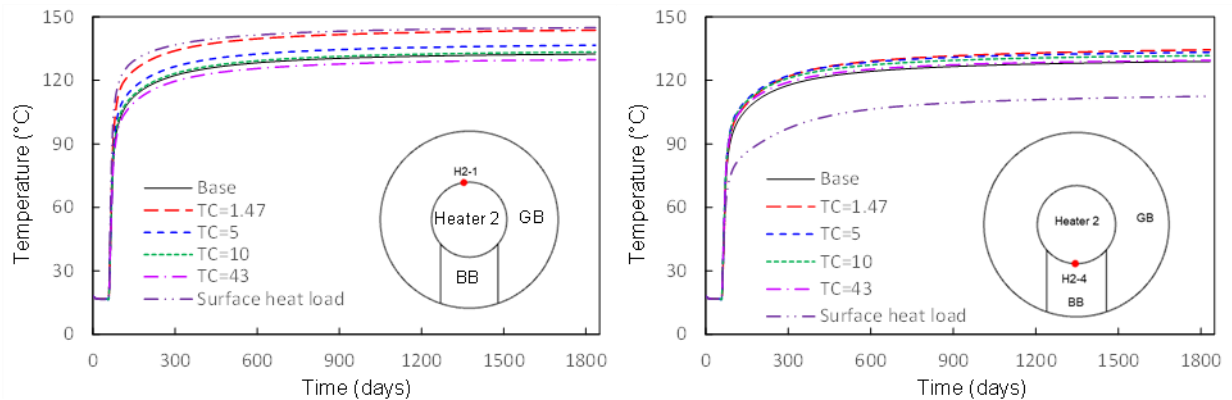 150
120
90
60
30
0
Temperature (°C)
Base
TC=1.47
TC=5
TC=10
TC=43
Surface heat load
H2-1
Heater 2
GB
BB
0
300
600
900
1200
1500
1800
Time (days)
150
120
90
60
30
0
Temperature (°C)
Base
TC=1.47
TC=5
TC=10
TC=43
Surface heat load
Heater 2
GB
H2-4
BB
0
300
600
900
1200
1500
1800
Time (days)